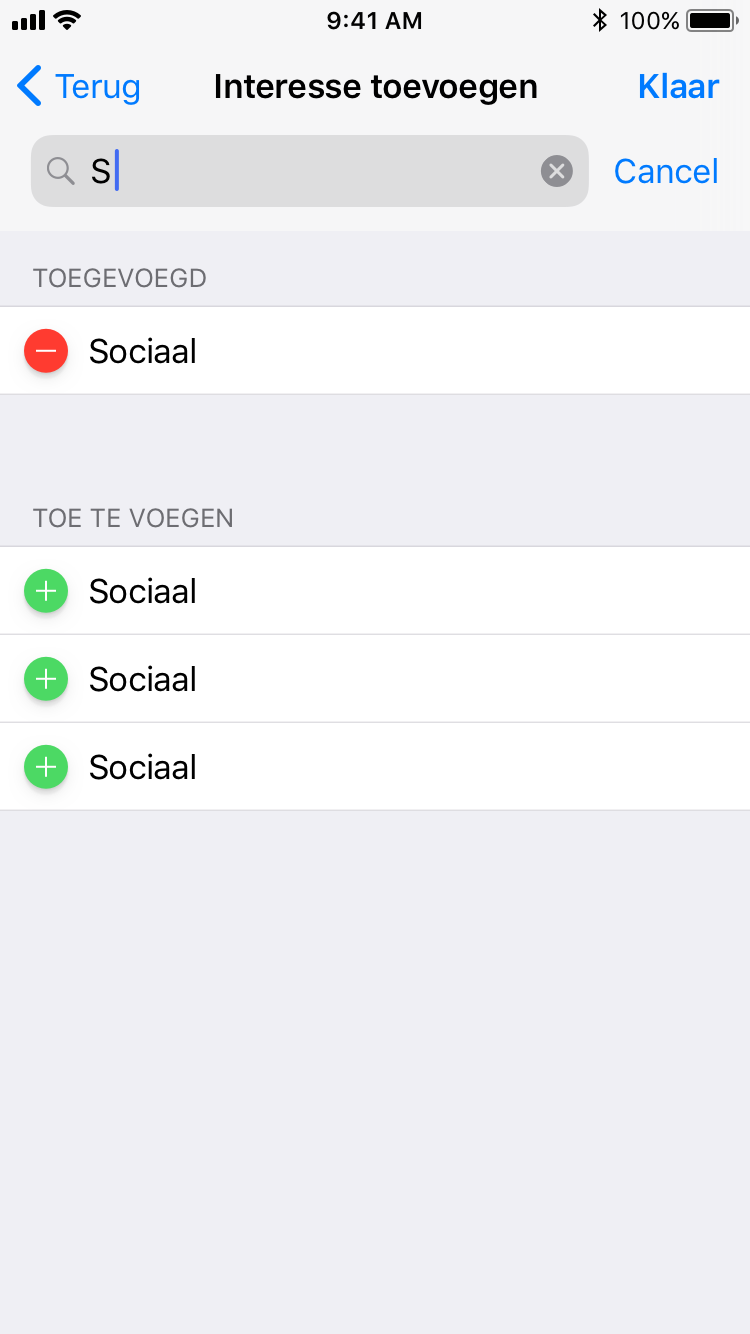 9:41 AM 100%
Terug Interesse toevoegen Klaar
S Cancel
TOEGEVOEGD
Sociaal
TOE TE VOEGEN
Sociaal
Sociaal
Sociaal